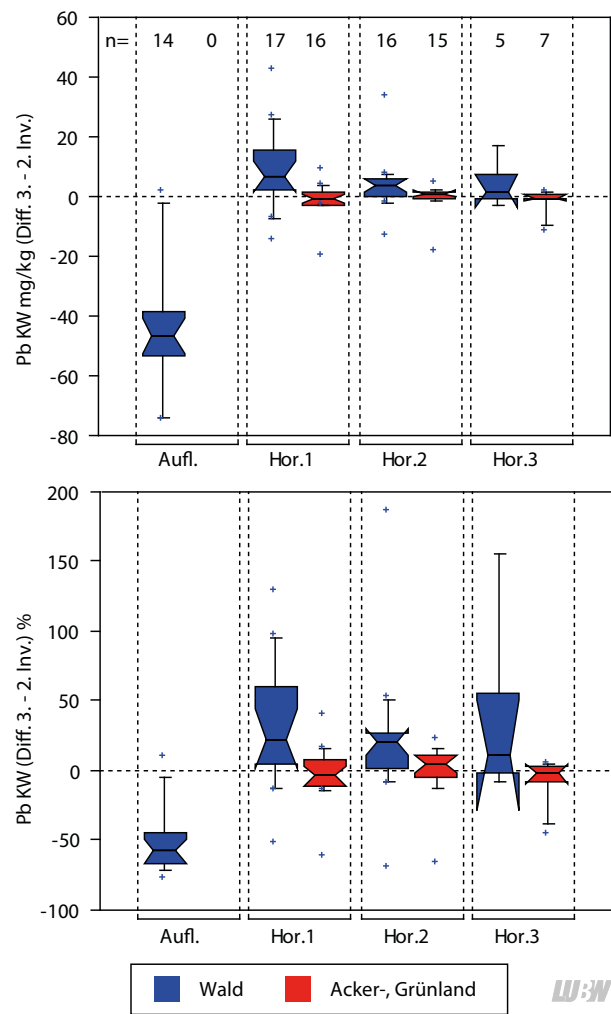 60
n= 14 0 17 16 16 15 5 7
40
20
0
-20
-40
-60
-80
Pb KW mg/kg (Diff. 3. - 2. Inv.)
Aufl. Hor.1 Hor.2 Hor.3
200
150
100
50
0
-50
-100
Pb KW (Diff. 3. - 2. Inv.) %
Aufl. Hor.1 Hor.2 Hor.3
Wald Acker-, Grünland
LUBW